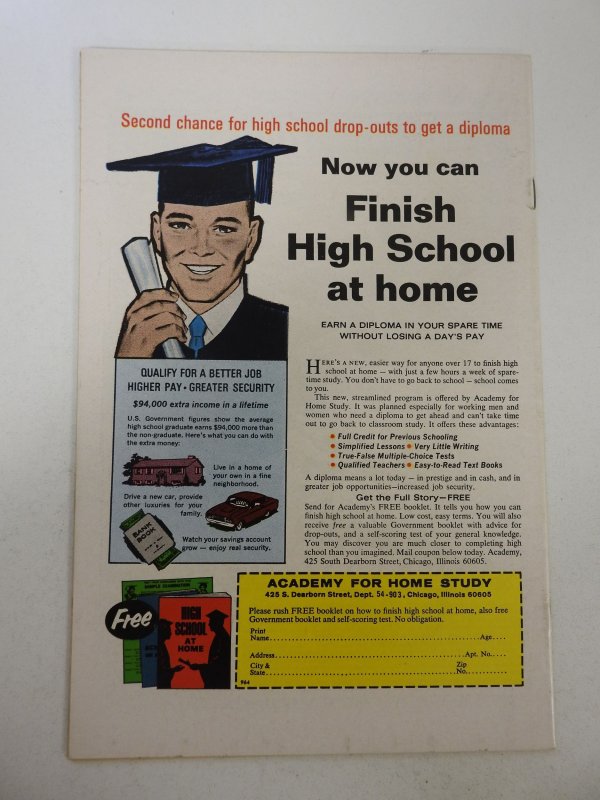 Second chance for high school drop-outs to get a diploma
Now you can
Finish
High School
at home
EARN A DIPLOMA IN YOUR SPARE TIME
WITHOUT LOSING A DAY'S PAY
QUALIFY FOR A BETTER JOB
HIGHER PAY • GREATER SECURITY
$94,000 extra income in a lifetime
U.S. Government figures show the average
high school graduate earns $94,000 more than
the non-graduate. Here's what you can do with
the extra money:
Live in a home of
your own in a fine
neighborhood.
Drive a new car, provide
other luxuries for your
family.
BANK
BOOK
Watch your savings account
grow — enjoy real security.
HERE'S A NEW, easier way for anyone over 17 to finish high
school at home — with just a few hours a week of spare-
time study. You don't have to go back to school — school comes
to you.
This new, streamlined program is offered by Academy for
Home Study. It was planned especially for working men and
women who need a diploma to get ahead and can't take time
out to go back to classroom study. It offers these advantages:
• Full Credit for Previous Schooling
• Simplified Lessons • Very Little Writing
• True-False Multiple-Choice Tests
• Qualified Teachers • Easy-to-Read Text Books
A diploma means a lot today — in prestige and in cash, and in
greater job opportunities—increased job security.
Get the Full Story—FREE
Send for Academy's FREE booklet. It tells you how you can
finish high school at home. Low cost, easy terms. You will also
receive free a valuable Government booklet with advice for
drop-outs, and a self-scoring test of your general knowledge.
You may discover you are much closer to completing high
school than you imagined. Mail coupon below today. Academy,
425 South Dearborn Street, Chicago, Illinois 60605.
Free
HIGH
SCHOOL
AT
HOME
ACADEMY FOR HOME STUDY
425 S. Dearborn Street, Dept. 54-903, Chicago, Illinois 60605
Please rush FREE booklet on how to finish high school at home, also free
Government booklet and self-scoring test. No obligation.
Print
Name Age
Address Apt. No.
City & Zip
State No.
964